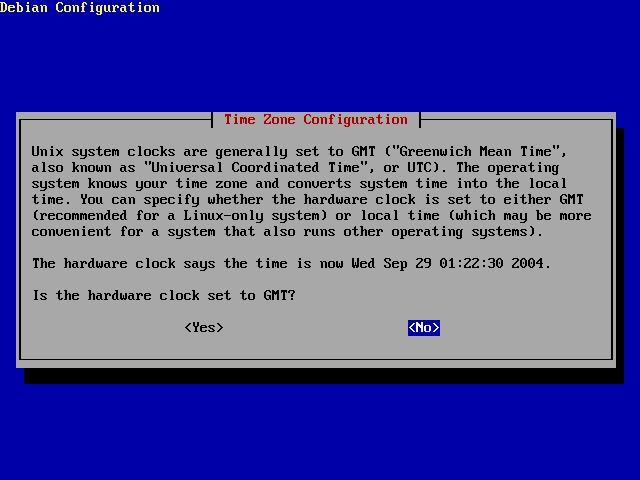 Debian Configuration
Time Zone Configuration
Unix system clocks are generally set to GMT ("Greenwich Mean Time",
also known as "Universal Coordinated Time", or UTC). The operating
system knows your time zone and converts system time into the local
time. You can specify whether the hardware clock is set to either GMT
(recommended for a Linux-only system) or local time (which may be more
convenient for a system that also runs other operating systems).
The hardware clock says the time is now Wed Sep 29 01:22:30 2004.
Is the hardware clock set to GMT?
<Yes> <No>